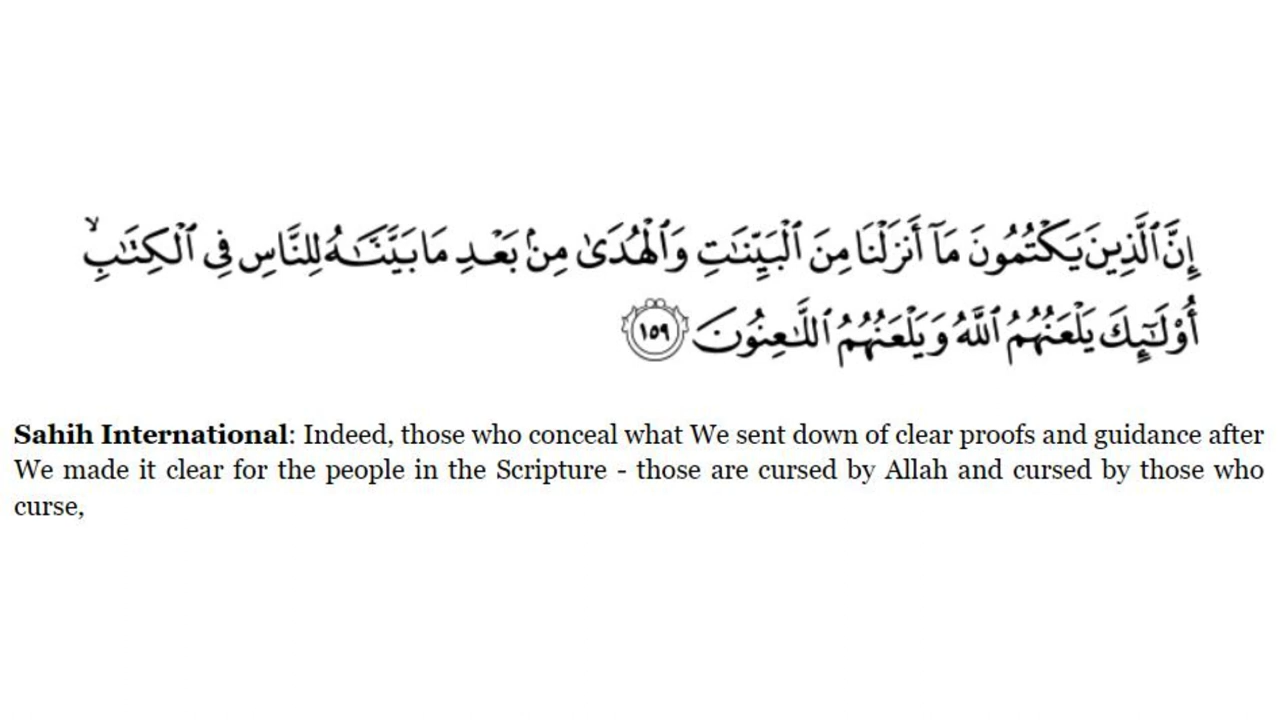 إِنَّ ٱلَّذِينَ يَكْتُمُونَ مَآ أَنزَلْنَا مِنَ ٱلْبَيِّنَٰتِ وَٱلْهُدَىٰ مِنۢ بَعْدِ مَا بَيَّنَّٰهُ لِلنَّاسِ فِى ٱلْكِتَٰبِ ۙ
أُو۟لَٰٓئِكَ يَلْعَنُهُمُ ٱللَّهُ وَيَلْعَنُهُمُ ٱللَّٰعِنُونَ ١٥٩
Sahih International: Indeed, those who conceal what We sent down of clear proofs and guidance after
We made it clear for the people in the Scripture - those are cursed by Allah and cursed by those who
curse,